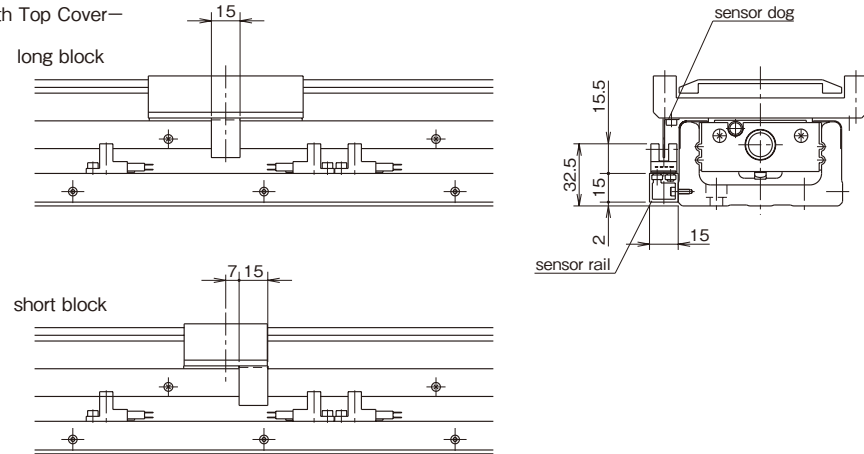 th Top Cover−
long block
15
sensor dog
15.5
32.5
15
2
15
sensor rail
short block
7
15